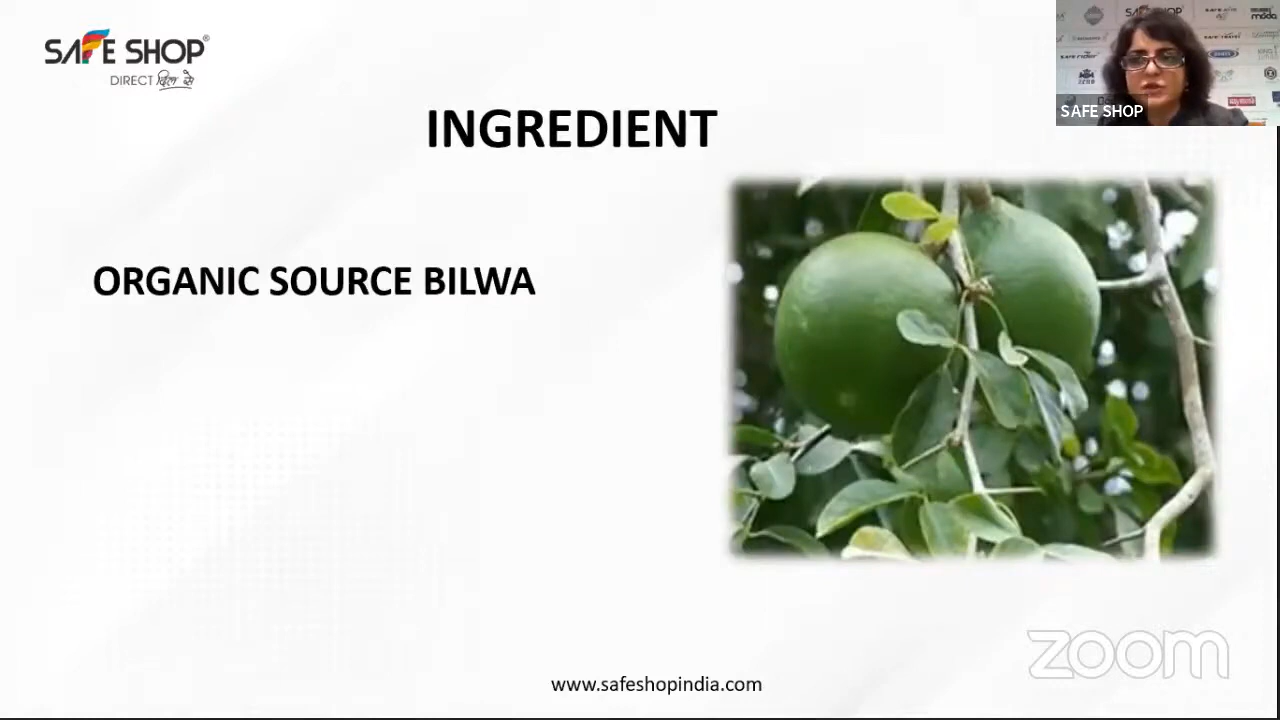 SAFE SHOP®
DIRECT दिल से
SAFE SHOP
INGREDIENT
ORGANIC SOURCE BILWA
zoom
www.safeshopindia.com